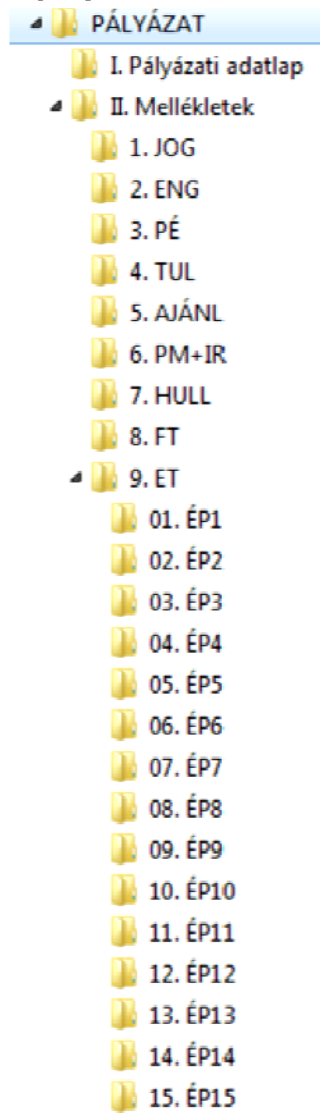 PÁLYÁZAT
I. Pályázati adatlap
II. Mellékletek
1. JOG
2. ENG
3. PÉ
4. TUL
5. AJÁNL
6. PM+IR
7. HULL
8. FT
9. ET
01. ÉP1
02. ÉP2
03. ÉP3
04. ÉP4
05. ÉP5
06. ÉP6
07. ÉP7
08. ÉP8
09. ÉP9
10. ÉP10
11. ÉP11
12. ÉP12
13. ÉP13
14. ÉP14
15. ÉP15